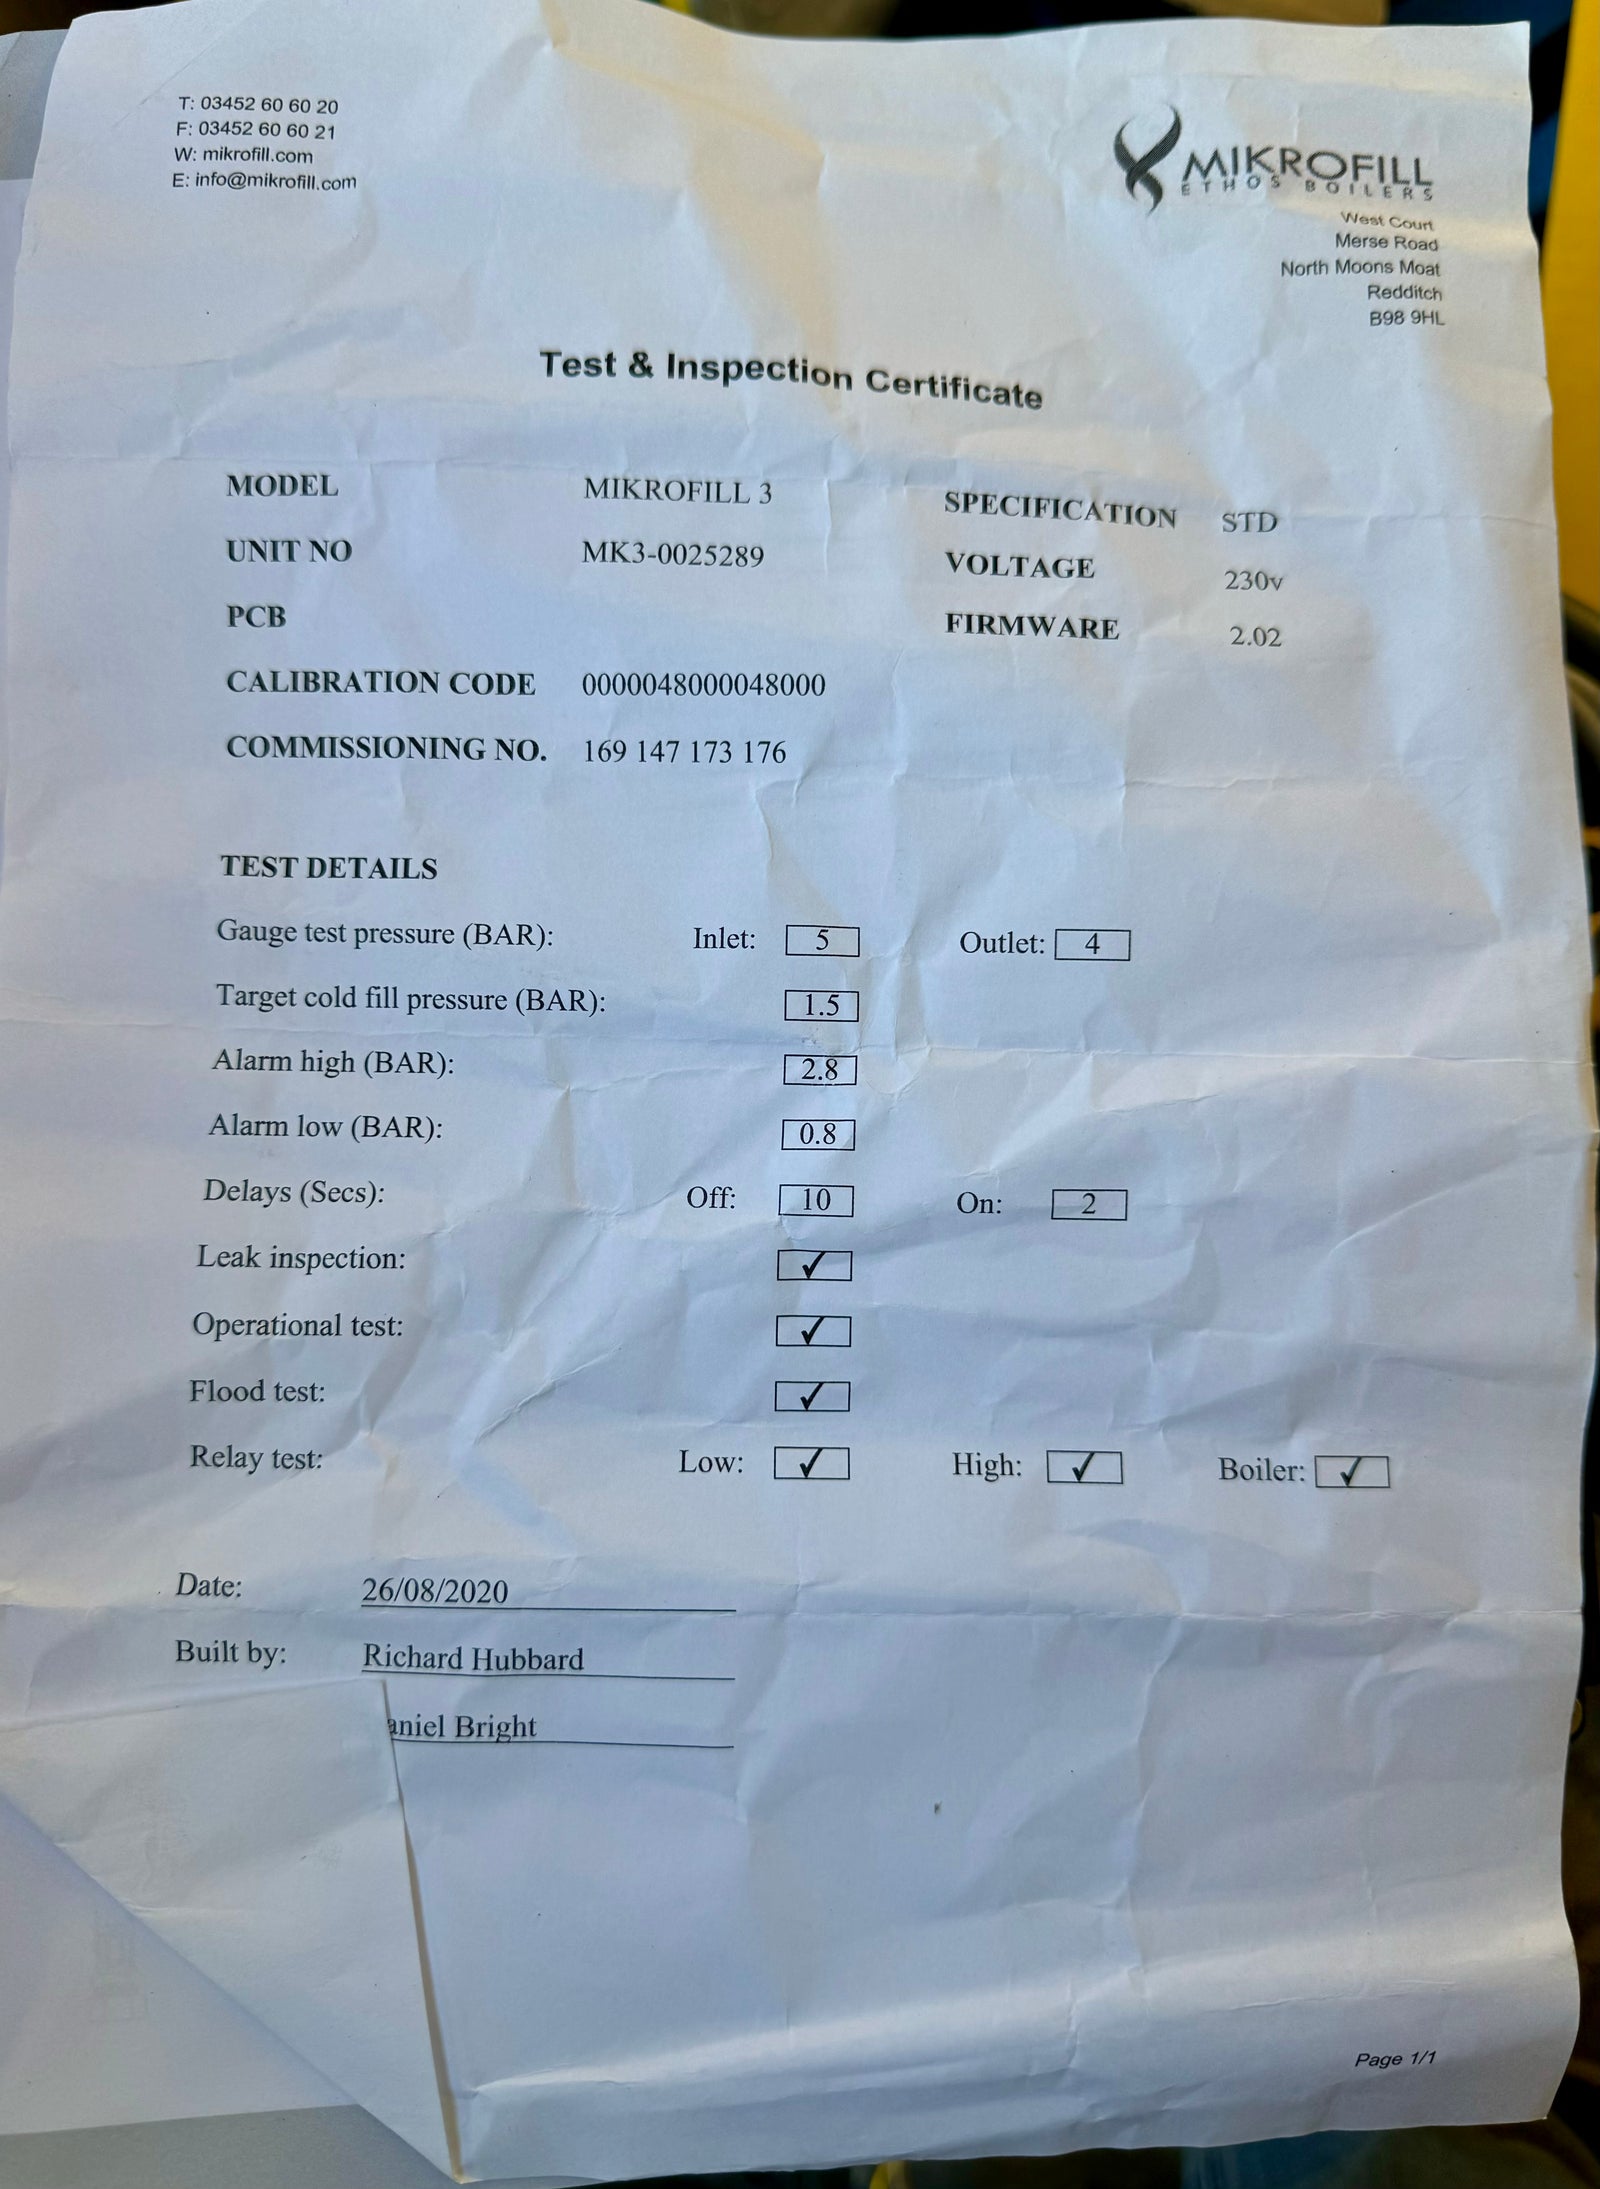 T: 03452 60 60 20
F: 03452 60 60 21
W: mikrofill.com
E: info@mikrofill.com
MIKROFILL
ETHOS BOILERS
West Court
Merse Road
North Moons Moat
Redditch
B98 9HL
Test & Inspection Certificate
MODEL MIKROFILL 3 SPECIFICATION STD
UNIT NO MK3-0025289 VOLTAGE 230v
PCB FIRMWARE 2.02
CALIBRATION CODE 0000048000048000
COMMISSIONING NO. 169 147 173 176
TEST DETAILS
Gauge test pressure (BAR): Inlet: 5 Outlet: 4
Target cold fill pressure (BAR): 1.5
Alarm high (BAR): 2.8
Alarm low (BAR): 0.8
Delays (Secs): Off: 10 On: 2
Leak inspection: ✓
Operational test: ✓
Flood test: ✓
Relay test: Low: ✓ High: ✓ Boiler: ✓
Date: 26/08/2020
Built by: Richard Hubbard
aniel Bright
Page 1/1